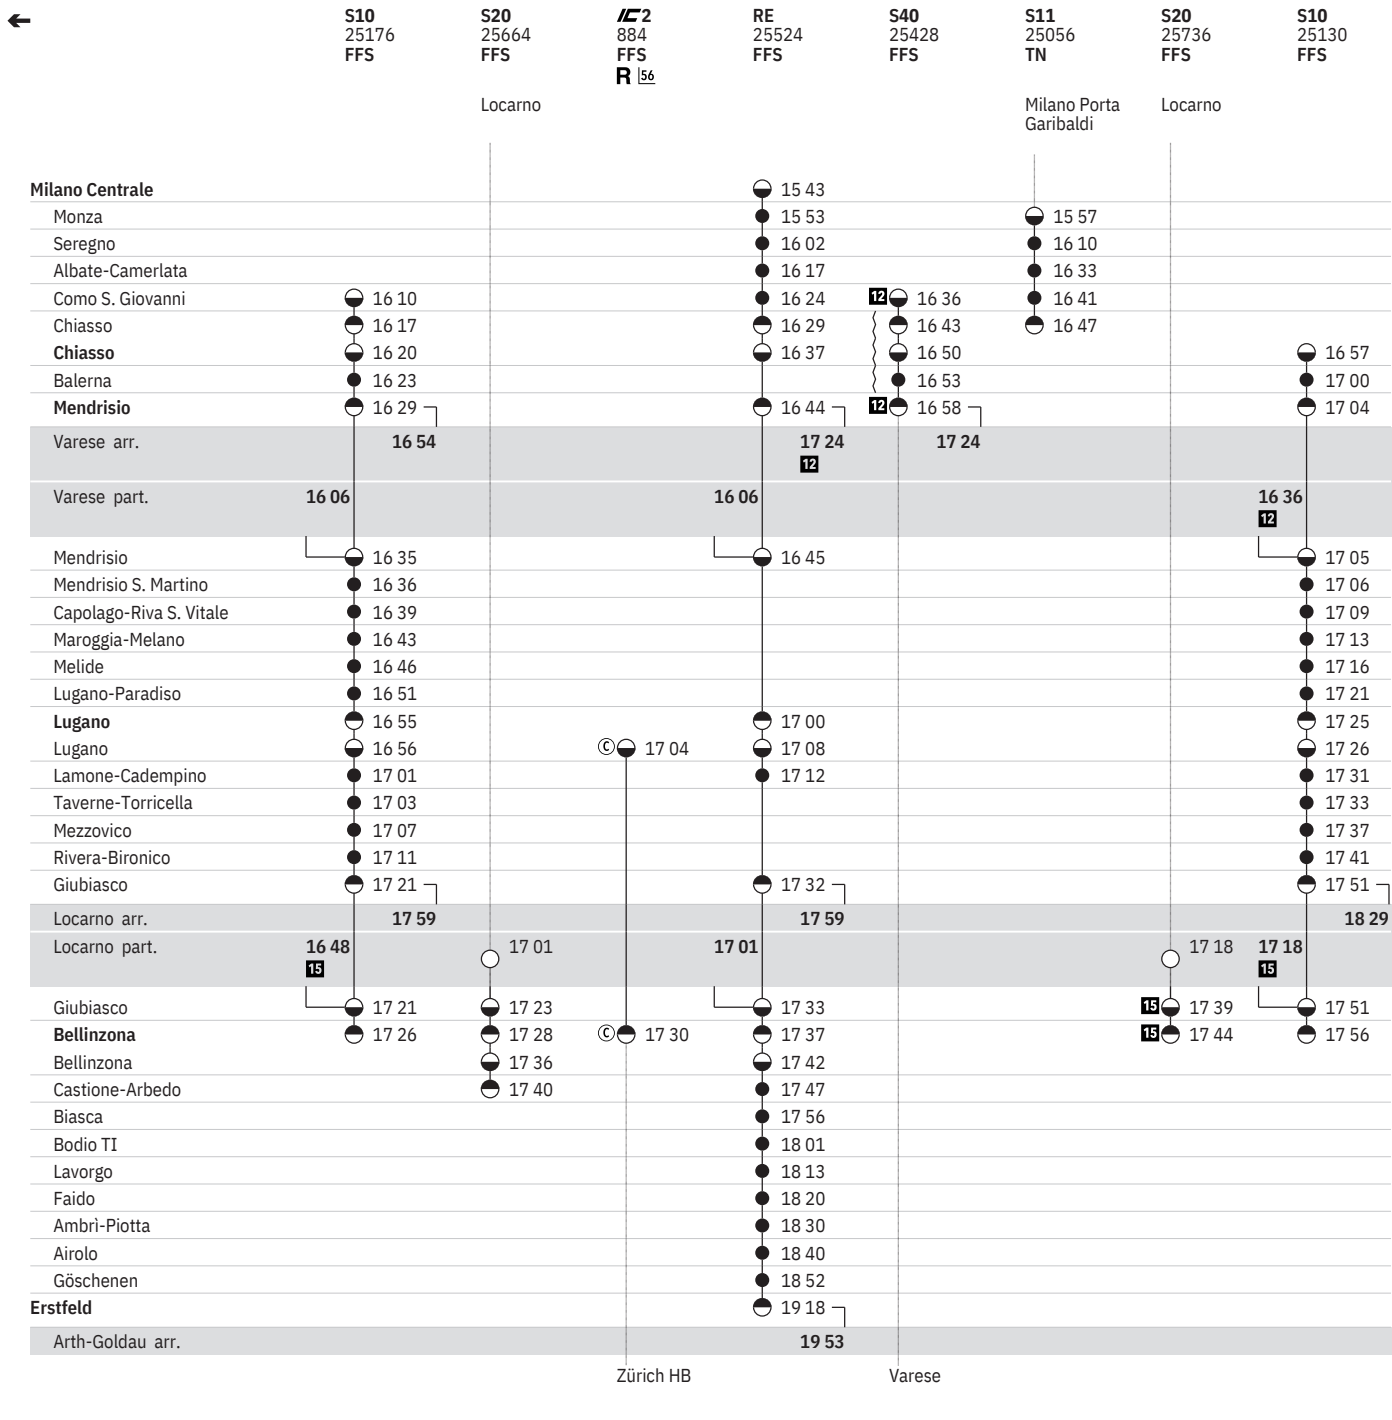 S10 S20 IC2 RE S40 S11 S20 S10
25176 25664 884 25524 25428 25056 25736 25130
FFS FFS FFS FFS FFS TN FFS FFS
R 56
Locarno Milano Porta Locarno
Garibaldi
Milano Centrale 15 43
Monza 15 53 15 57
Seregno 16 02 16 10
Albate-Camerlata 16 17 16 33
Como S. Giovanni 16 10 16 24 12 16 36 16 41
Chiasso 16 17 16 29 16 43 16 47
Chiasso 16 20 16 37 16 50 16 57
Balerna 16 23 16 53 17 00
Mendrisio 16 29 16 44 12 16 58 17 04
Varese arr. 16 54 17 24 17 24
12
Varese part. 16 06 16 06 16 36
12
Mendrisio 16 35 16 45 17 05
Mendrisio S. Martino 16 36 17 06
Capolago-Riva S. Vitale 16 39 17 09
Maroggia-Melano 16 43 17 13
Melide 16 46 17 16
Lugano-Paradiso 16 51 17 21
Lugano 16 55 17 00 17 25
Lugano 16 56 C 17 04 17 08 17 26
Lamone-Cadempino 17 01 17 12 17 31
Taverne-Torricella 17 03 17 33
Mezzovico 17 07 17 37
Rivera-Bironico 17 11 17 41
Giubiasco 17 21 17 32 17 51
Locarno arr. 17 59 17 59 18 29
Locarno part. 16 48 17 01 17 01 17 18 17 18
15 15
Giubiasco 17 21 17 23 17 33 15 17 39 17 51
Bellinzona 17 26 17 28 C 17 30 17 37 15 17 44 17 56
Bellinzona 17 36 17 42
Castione-Arbedo 17 40 17 47
Biasca 17 56
Bodio TI 18 01
Lavorgo 18 13
Faido 18 20
Ambrì-Piotta 18 30
Airolo 18 40
Göschenen 18 52
Erstfeld 19 18
Arth-Goldau arr. 19 53
Zürich HB Varese